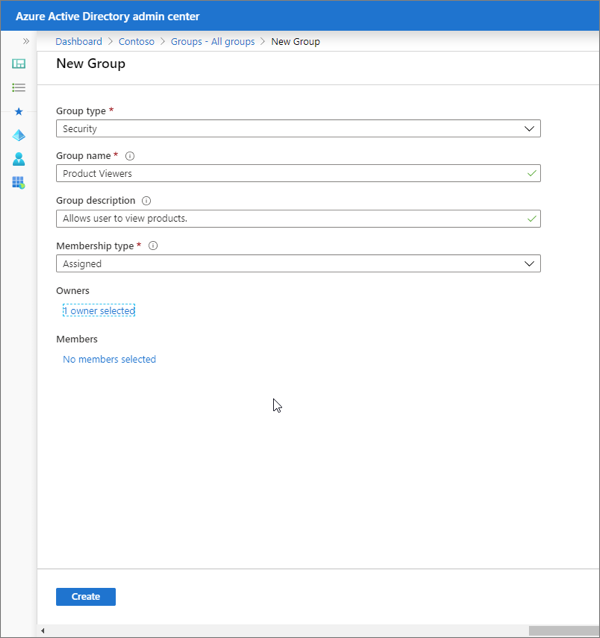 Azure Active Directory admin center
» Dashboard > Contoso > Groups - All groups > New Group
New Group
Group type *
Security
Group name *
Product Viewers
Group description
Allows user to view products.
Membership type *
Assigned
Owners
1 owner selected
Members
No members selected
Create